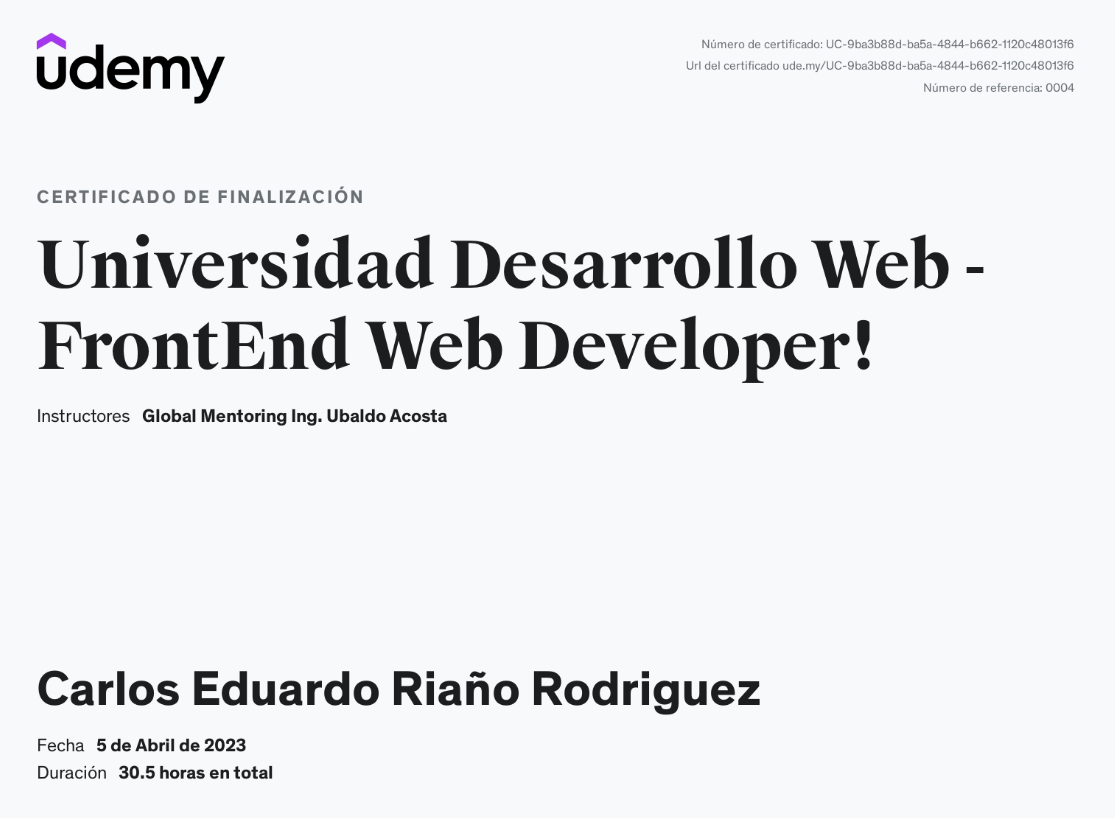 udemy
Número de certificado: UC-9ba3b88d-ba5a-4844-b662-1120c48013f6
Url del certificado ude.my/UC-9ba3b88d-ba5a-4844-b662-1120c48013f6
Número de referencia: 0004
CERTIFICADO DE FINALIZACIÓN
Universidad Desarrollo Web -
FrontEnd Web Developer!
Instructores Global Mentoring Ing. Ubaldo Acosta
Carlos Eduardo Riaño Rodriguez
Fecha 5 de Abril de 2023
Duración 30.5 horas en total